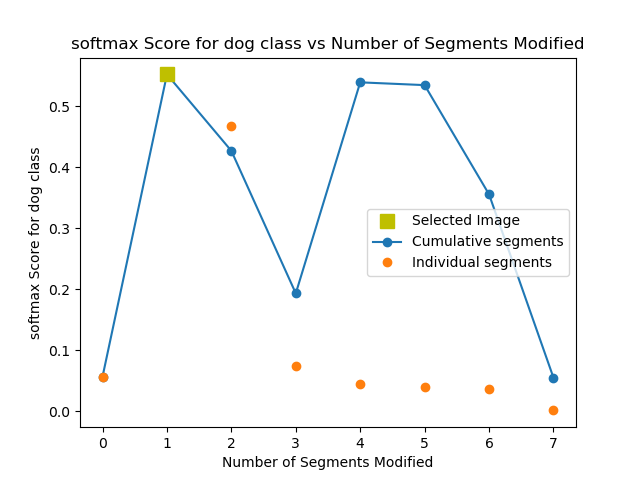 softmax Score for dog class vs Number of Segments Modified
softmax Score for dog class
0.5
0.4
0.3
0.2
0.1
0.0
Selected Image
Cumulative segments
Individual segments
0 1 2 3 4 5 6 7
Number of Segments Modified